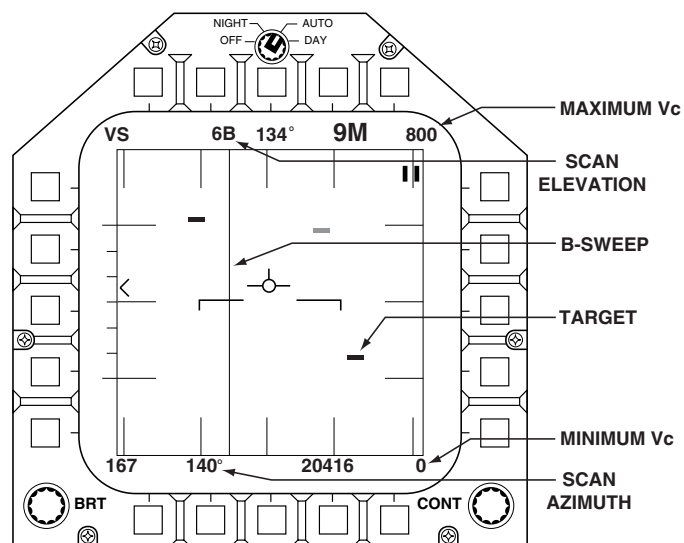 NIGHT AUTO
OFF DAY
MAXIMUM Vc
VS 6B 134° 9M 800
SCAN
ELEVATION
B-SWEEP
TARGET
MINIMUM Vc
167 140° 20416 0
SCAN
AZIMUTH
BRT CONT